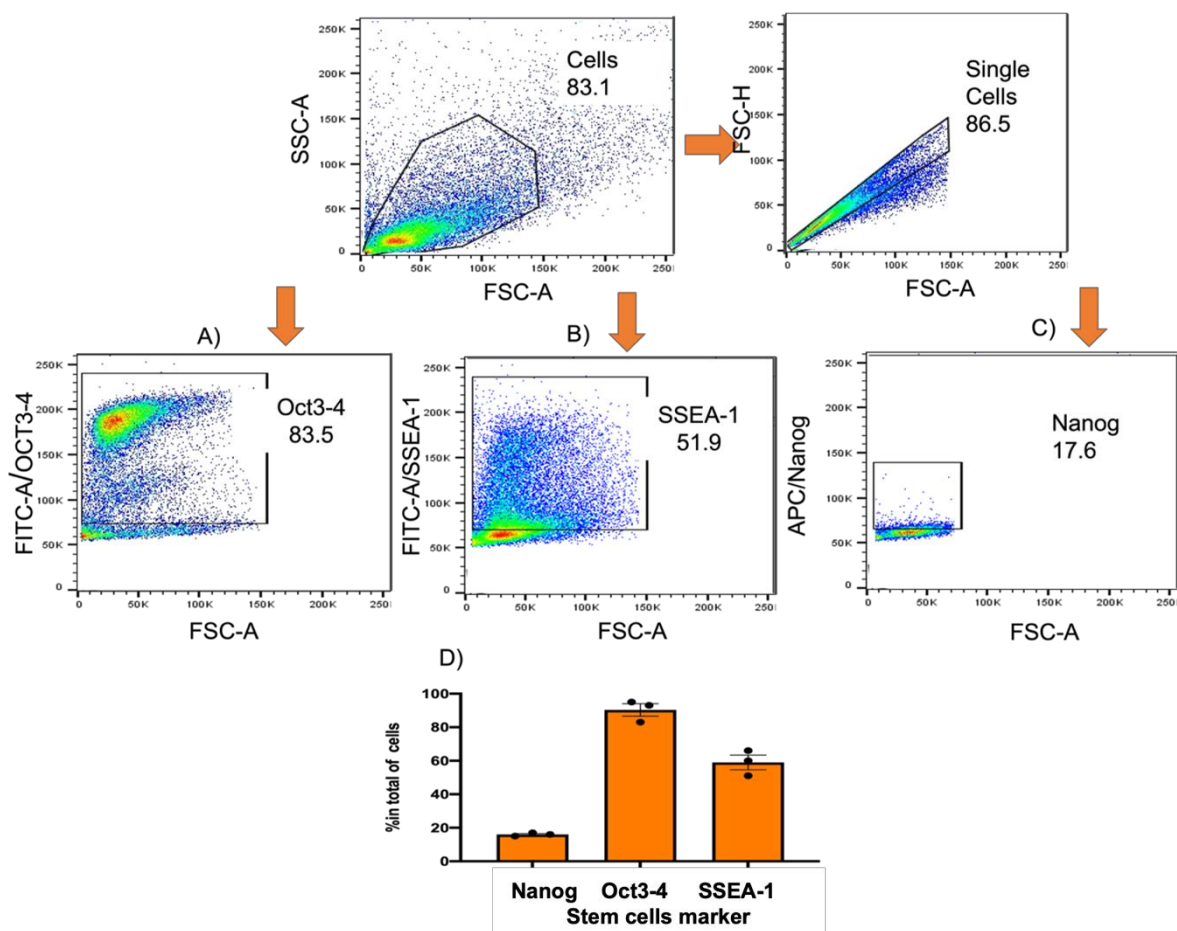 SSC-A
250K
200K
150K
100K
50K
0
Cells
83.1
0
50K
100K
150K
200K
250K
FSC-A
FSC-H
250K
200K
150K
100K
50K
0
Single
Cells
86.5
0
50K
100K
150K
200K
250K
FSC-A
A)
FITC-A/OCT3-4
250K
200K
150K
100K
50K
0
Oct3-4
83.5
0
50K
100K
150K
200K
250K
FSC-A
B)
FITC-A/SSEA-1
250K
200K
150K
100K
50K
0
SSEA-1
51.9
0
50K
100K
150K
200K
250K
FSC-A
C)
APC/Nanog
250K
200K
150K
100K
50K
0
Nanog
17.6
0
50K
100K
150K
200K
250K
FSC-A
D)
%in total of cells
100
80
60
40
20
0
Nanog Oct3-4 SSEA-1
Stem cells marker